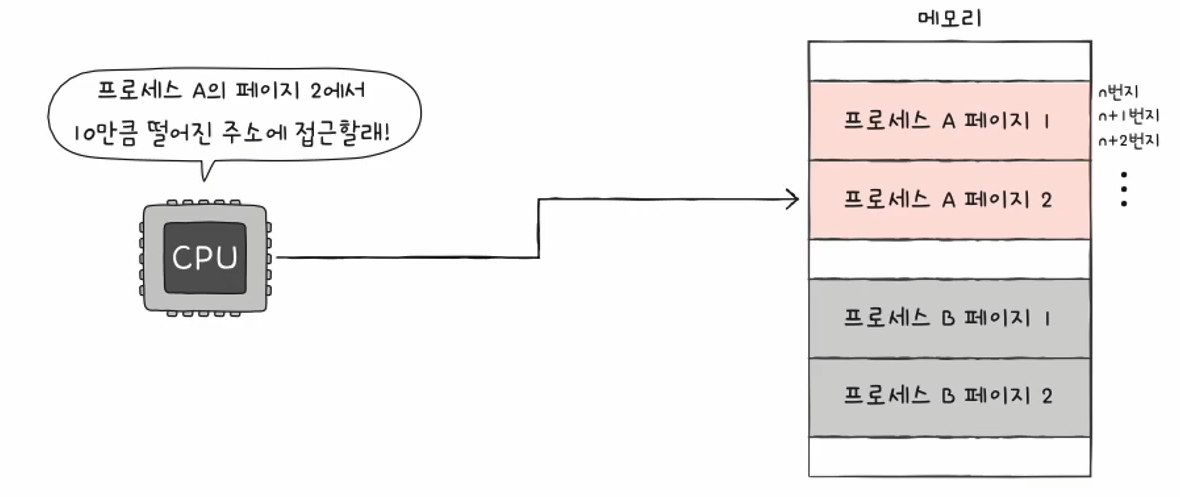 메모리
프로세스 A의 페이지 2에서
10만큼 떨어진 주소에 접근할래!
CPU
프로세스 A 페이지 1
n번지
n+1번지
n+2번지
프로세스 A 페이지 2
프로세스 B 페이지 1
프로세스 B 페이지 2